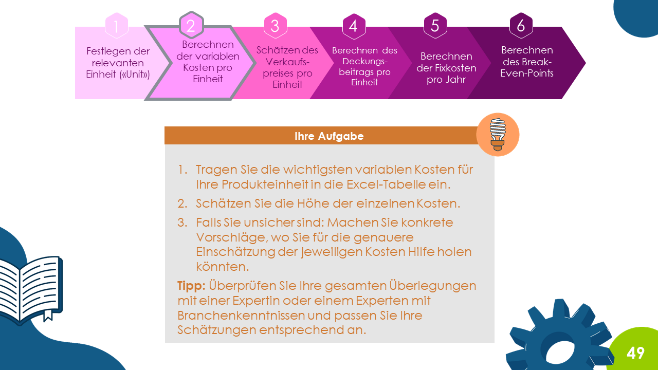 1
Festlegen der
relevanten
Einheit («Unit»)
2
Berechnen
der variablen
Kosten pro
Einheit
3
Schätzen des
Verkaufs-
preises pro
Einheit
4
Berechnen des
Deckungs-
beitrags pro
Einheit
5
Berechnen
der Fixkosten
pro Jahr
6
Berechnen
des Break-
Even-Points
Ihre Aufgabe
1. Tragen Sie die wichtigsten variablen Kosten für
Ihre Produkteinheit in die Excel-Tabelle ein.
2. Schätzen Sie die Höhe der einzelnen Kosten.
3. Falls Sie unsicher sind: Machen Sie konkrete
Vorschläge, wo Sie für die genauere
Einschätzung der jeweiligen Kosten Hilfe holen
könnten.
Tipp: Überprüfen Sie Ihre gesamten Überlegungen
mit einer Expertin oder einem Experten mit
Branchenkenntnissen und passen Sie Ihre
Schätzungen entsprechend an.
49